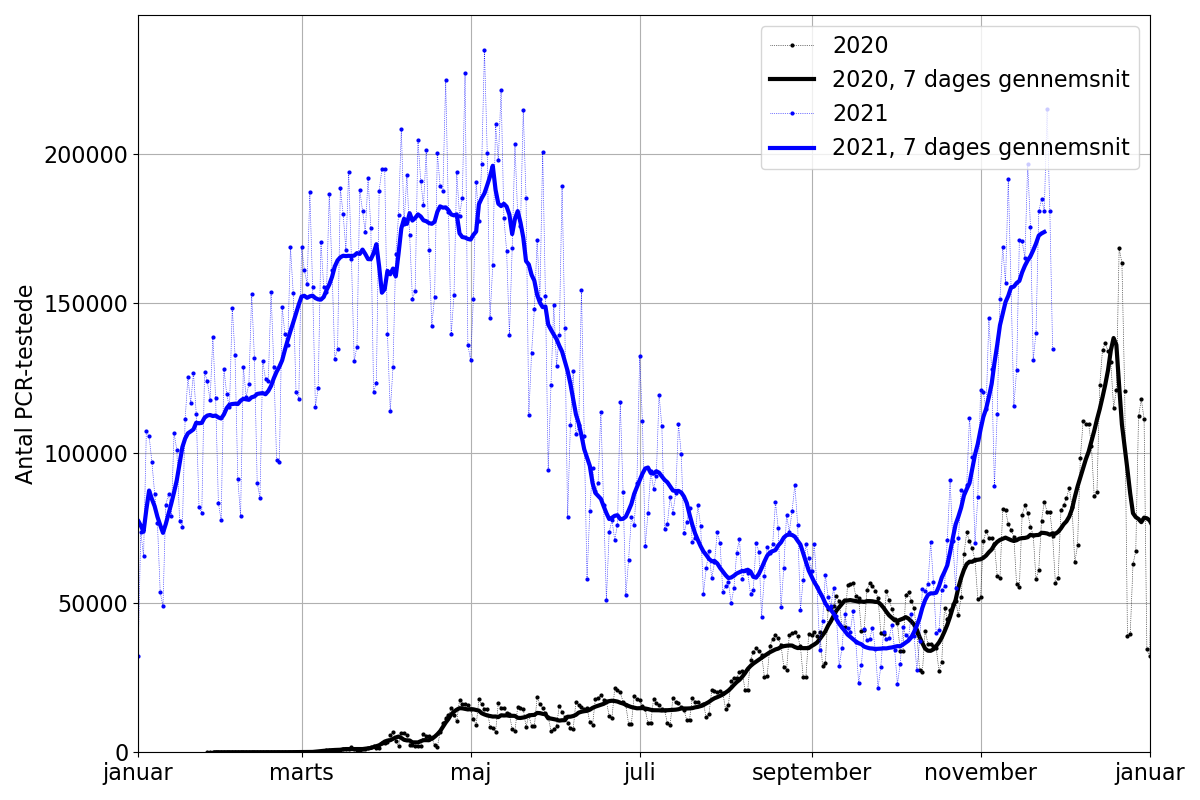 2020
2020, 7 dages gennemsnit
2021
2021, 7 dages gennemsnit
Antal PCR-testede
200000
150000
100000
50000
0
januar marts maj juli september november januar